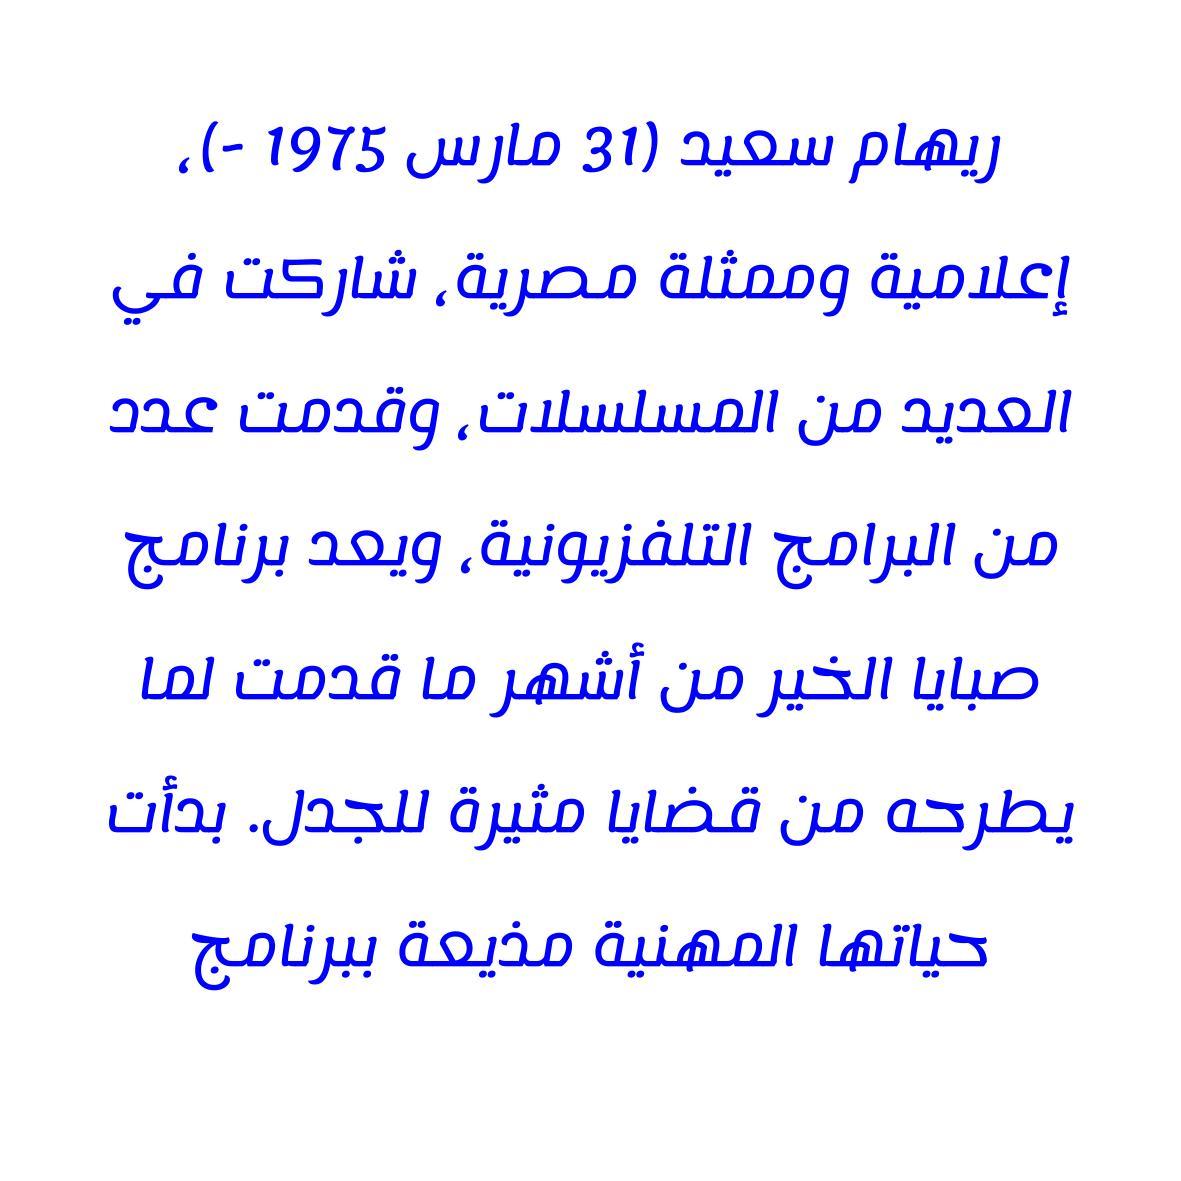 ريهام سعيد (31 مارس 1975 -)،
إعلامية وممثلة مصرية، شاركت في
العديد من المسلسلات، وقدمت عدد
من البرامج التلفزيونية، ويعد برنامج
صبايا الخير من أشهر ما قدمت لما
يطرحه من قضايا مثيرة للجدل. بدأت
حياتها المهنية مذيعة ببرنامج